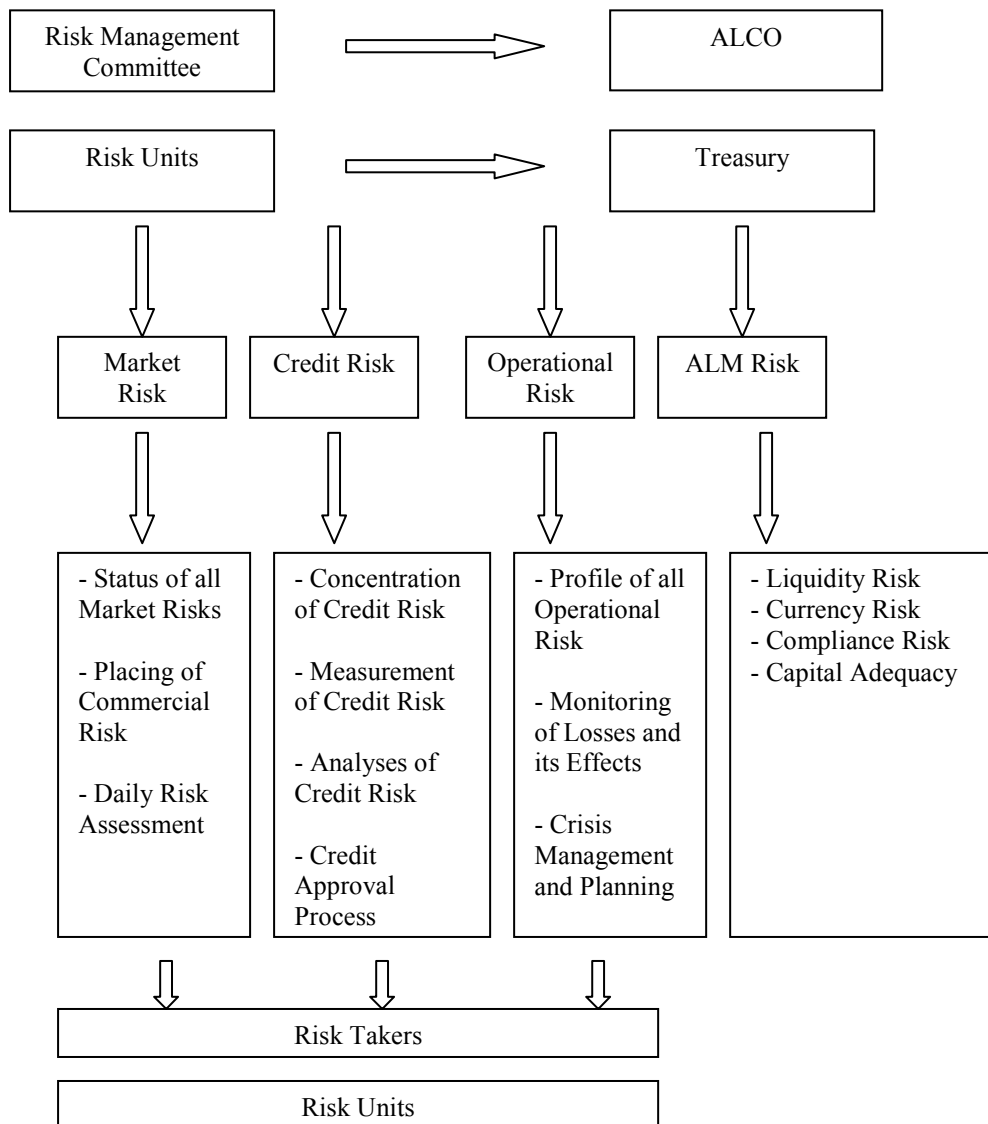 Risk Management
Committee
ALCO
Risk Units
Treasury
Market
Risk
Credit Risk
Operational
Risk
ALM Risk
- Status of all
Market Risks
- Placing of
Commercial
Risk
- Daily Risk
Assessment
- Concentration
of Credit Risk
- Measurement
of Credit Risk
- Analyses of
Credit Risk
- Credit
Approval
Process
- Profile of all
Operational
Risk
- Monitoring
of Losses and
its Effects
- Crisis
Management
and Planning
- Liquidity Risk
- Currency Risk
- Compliance Risk
- Capital Adequacy
Risk Takers
Risk Units